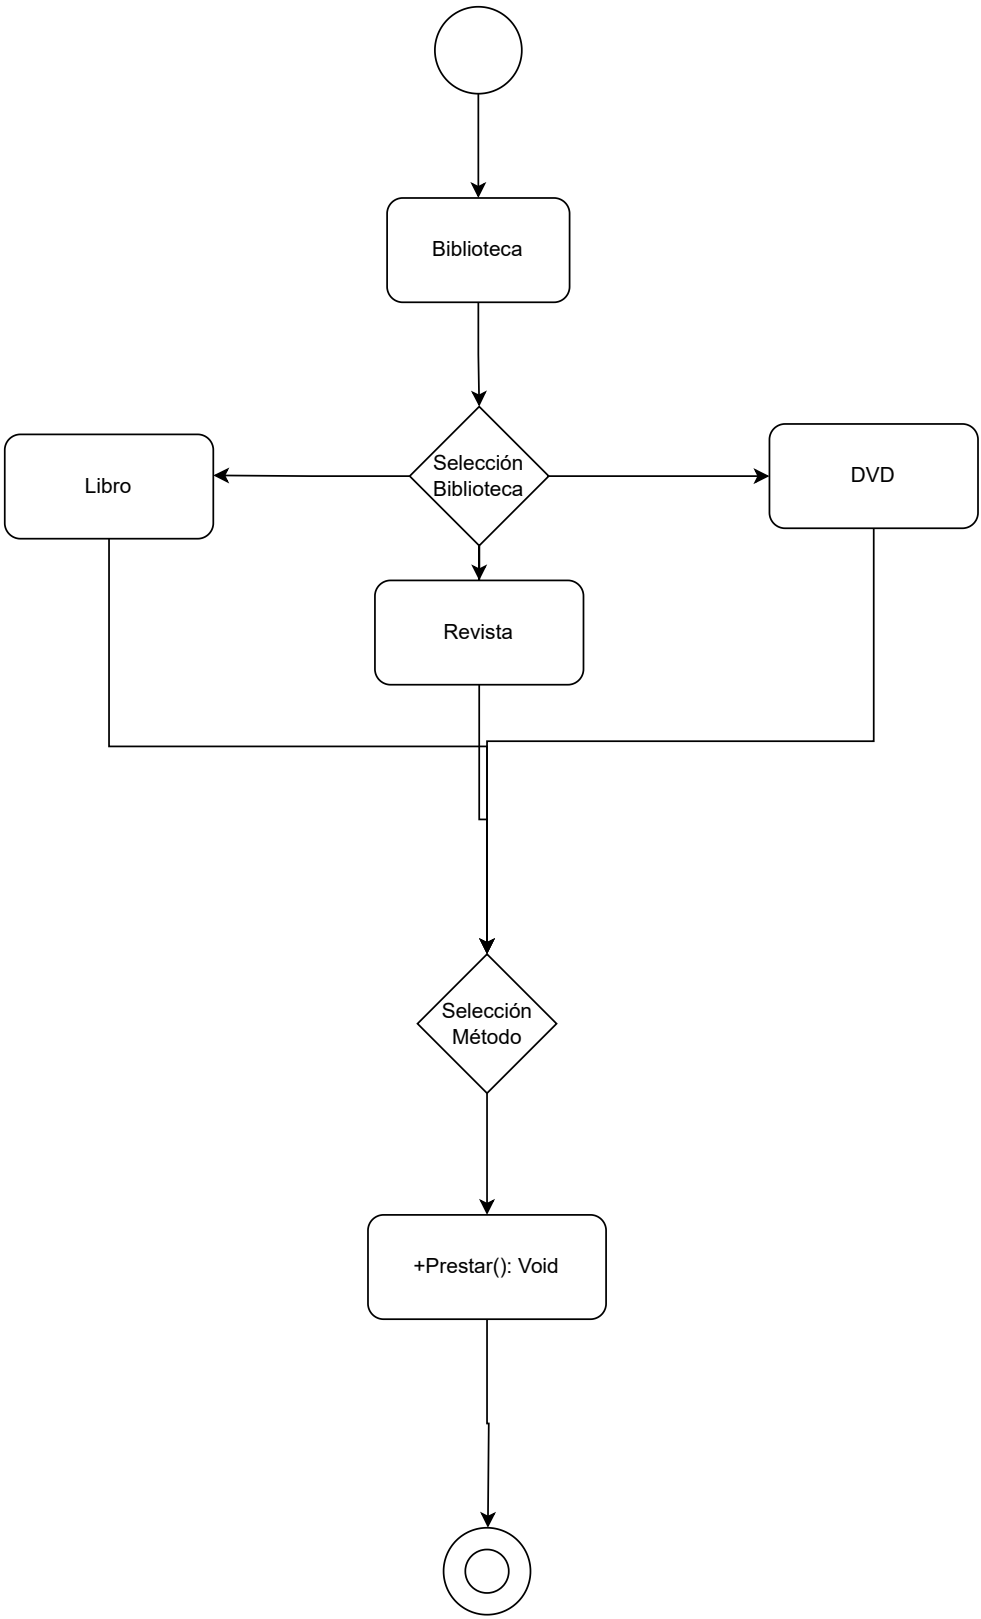 Biblioteca
Selección
Biblioteca
Libro
DVD
Revista
Selección
Método
+Prestar(): Void